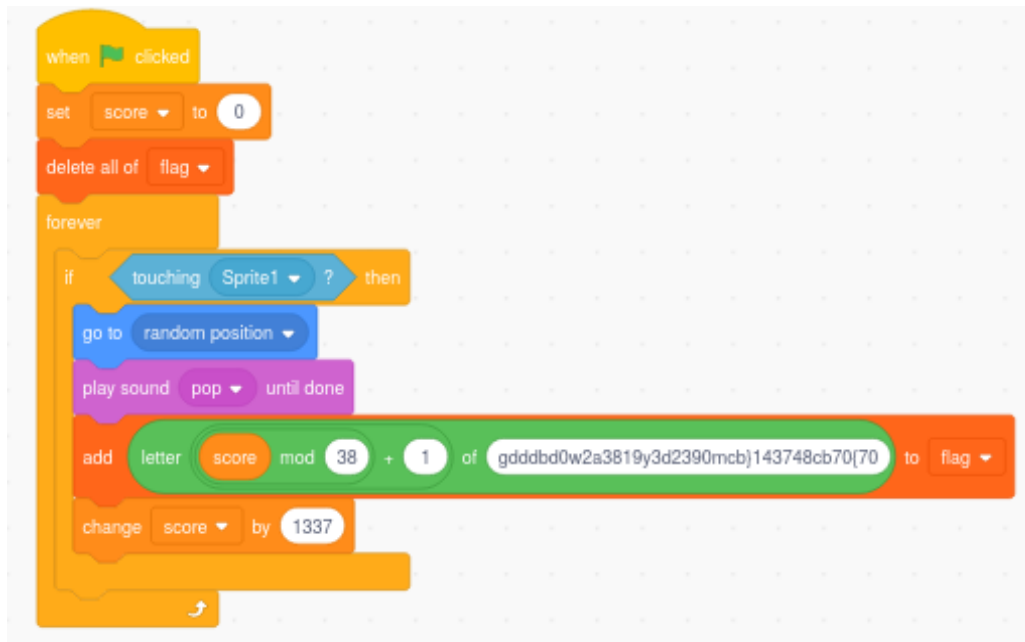 when clicked
set score to 0
delete all of flag
forever
if touching Sprite1 ? then
go to random position
play sound pop until done
add letter score mod 38 + 1 of gdddbd0w2a3819y3d2390mcb}143748cb70{70 to flag
change score by 1337